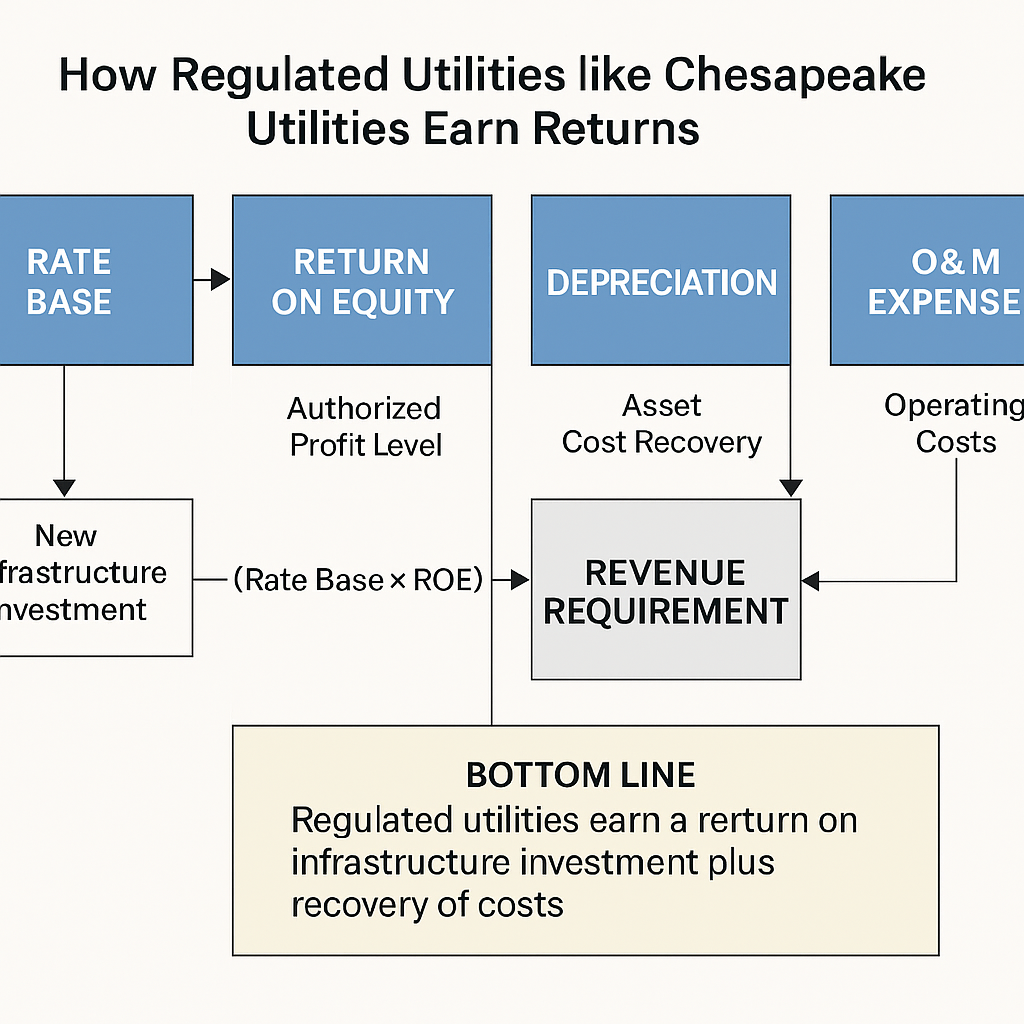 How Regulated Utilities like Chesapeake
Utilities Earn Returns
RATE
BASE
RETURN
ON EQUITY
DEPRECIATION
O&M
EXPENSE
Authorized
Profit Level
Asset
Cost Recovery
Operating
Costs
New
frastructure
nvestment
(Rate Base × ROE)
REVENUE
REQUIREMENT
BOTTOM LINE
Regulated utilities earn a rerturn on
infrastructure investment plus
recovery of costs